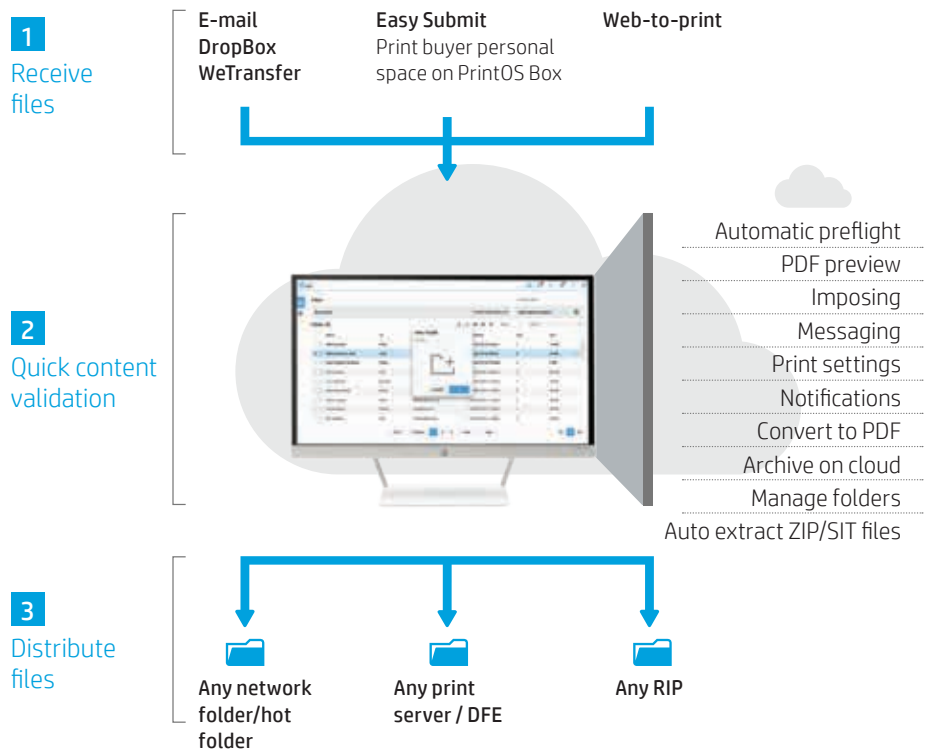 1
Receive
files
E-mail
DropBox
WeTransfer
Easy Submit
Print buyer personal
space on PrintOS Box
Web-to-print
2
Quick content
validation
Automatic preflight
PDF preview
Imposing
Messaging
Print settings
Notifications
Convert to PDF
Archive on cloud
Manage folders
Auto extract ZIP/SIT files
3
Distribute
files
Any network
folder/hot
folder
Any print
server / DFE
Any RIP